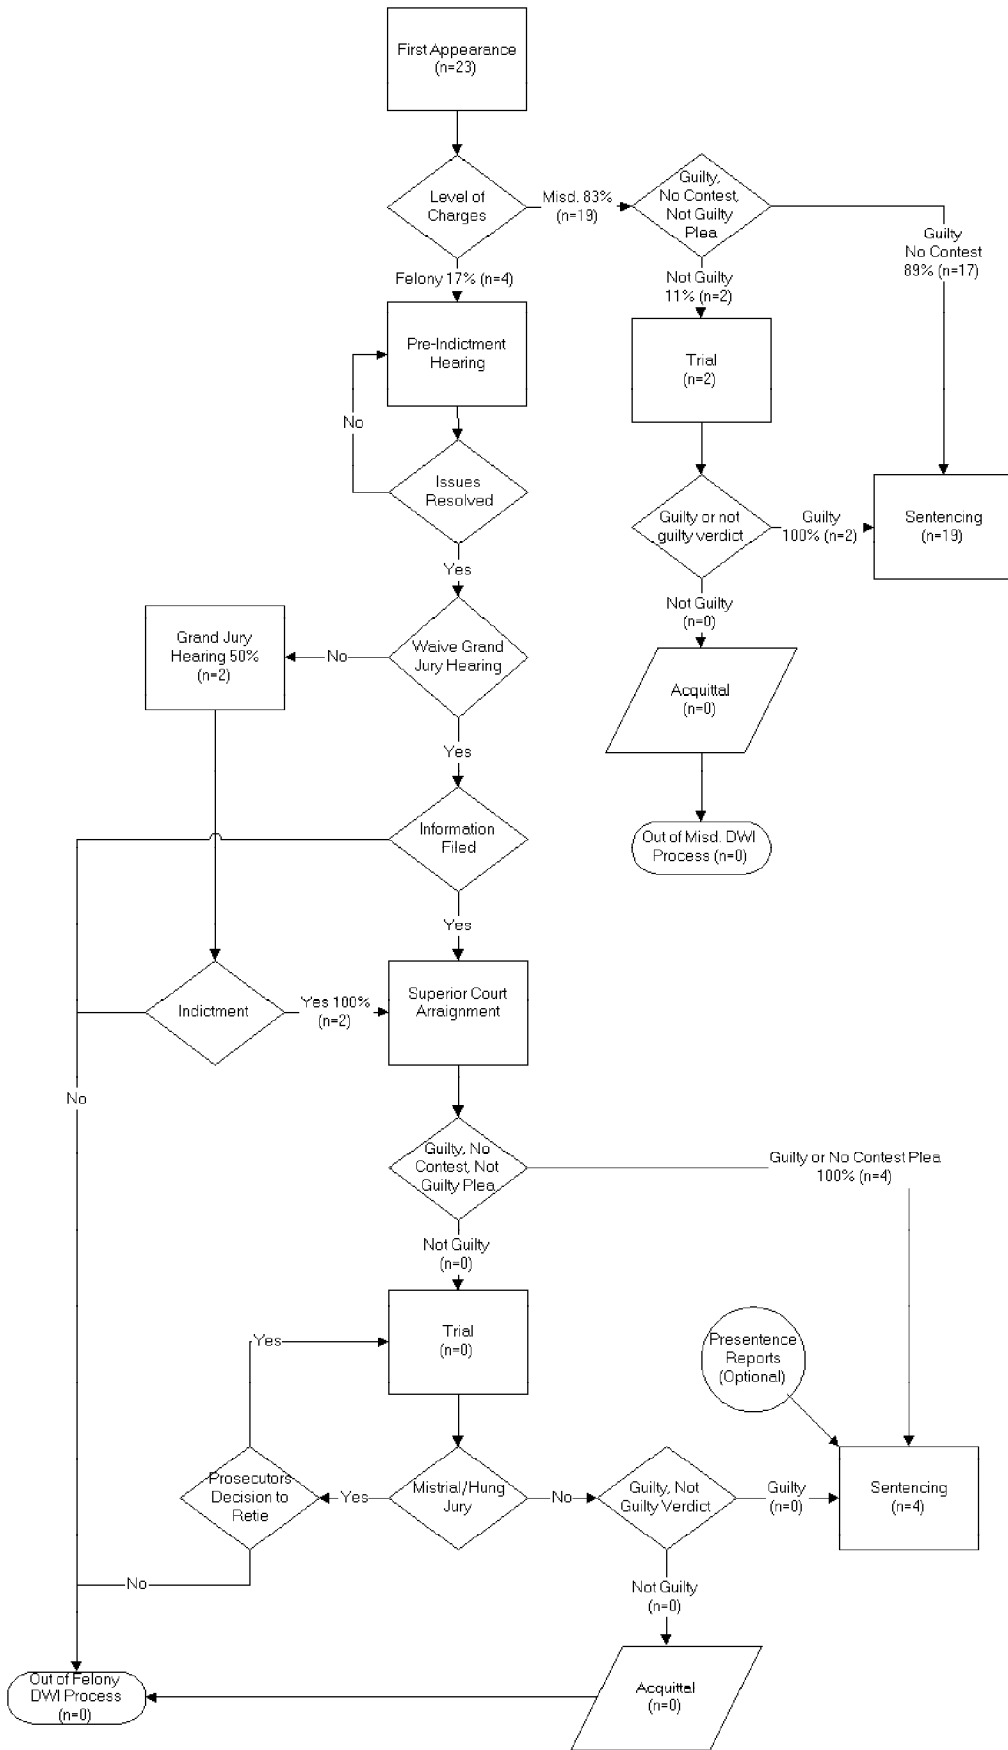 First Appearance
(n=23)
Level of
Charges
Misd. 83%
(n=19)
Guilty,
No Contest,
Not Guilty
Plea
Guilty
No Contest
89% (n=17)
Felony 17% (n=4)
Not Guilty
11% (n=2)
Pre-Indictment
Hearing
Trial
(n=2)
No
Issues
Resolved
Guilty or not
guilty verdict
Guilty
100% (n=2)
Sentencing
(n=19)
Yes
Not Guilty
(n=0)
Grand Jury
Hearing 50%
(n=2)
No
Waive Grand
Jury Hearing
Acquittal
(n=0)
Yes
Information
Filed
Out of Misd. DWI
Process (n=0)
Yes
Indictment
Yes 100%
(n=2)
Superior Court
Arraignment
No
Guilty, No
Contest, Not
Guilty Plea
Guilty or No Contest Plea
100% (n=4)
Not Guilty
(n=0)
Yes
Trial
(n=0)
Presentence
Reports
(Optional)
Prosecutors
Decision to
Retie
Yes
Mistrial/Hung
Jury
No
Guilty, Not
Guilty Verdict
Guilty
(n=0)
Sentencing
(n=4)
No
Not Guilty
(n=0)
Out of Felony
DWI Process
(n=0)
Acquittal
(n=0)